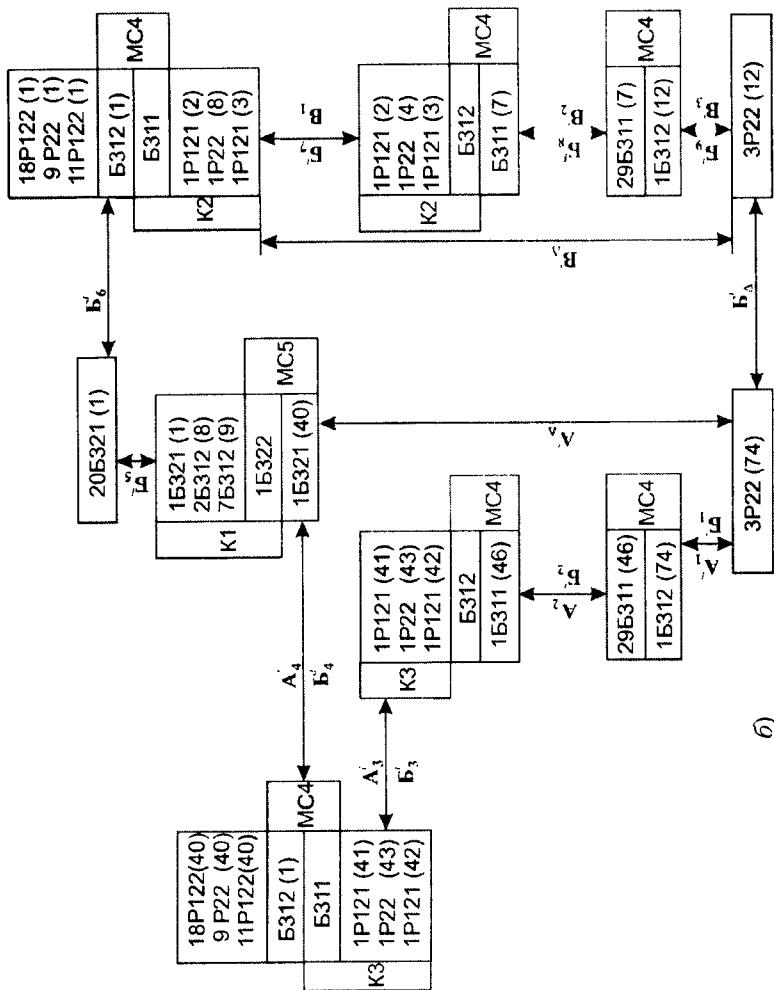 18Р122(40)
9 Р22 (40)
11Р122(40)
Б312 (1)
Б311
МС4
1Р121 (41)
1Р22 (43)
1Р121 (42)
К3
А'3
Б'3
А'4
Б'4
К3
1Р121 (41)
1Р22 (43)
1Р121 (42)
Б312
1Б311 (46)
МС4
А'2
Б'2
29Б311 (46)
1Б312 (74)
МС4
А'1
Б'1
3Р22 (74)
20Б321 (1)
Б'5
К1
1Б321 (1)
2Б312 (8)
7Б312 (9)
1Б322
1Б321 (40)
МС5
А'Δ
Б'6
Б'Δ
18Р122 (1)
9 Р22 (1)
11Р122 (1)
Б312 (1)
Б311
МС4
1Р121 (2)
1Р22 (8)
1Р121 (3)
К2
Б'7
В1
В'Δ
К2
1Р121 (2)
1Р22 (4)
1Р121 (3)
Б312
Б311 (7)
МС4
Б'8
В'2
29Б311 (7)
1Б312 (12)
МС4
Б'9
В'3
3Р22 (12)
б)